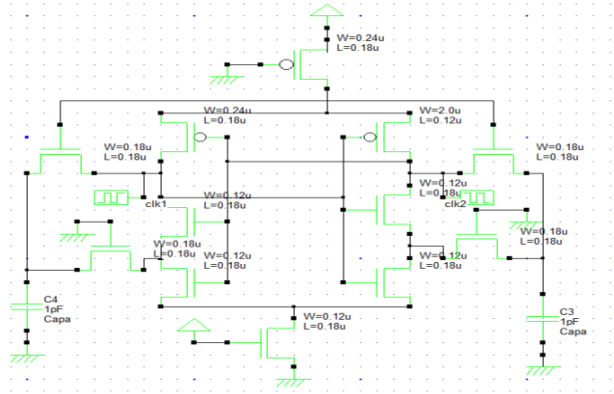 W=0.24u
L=0.18u
W=0.24u
L=0.18u
W=2.0u
L=0.12u
W=0.18u
L=0.18u
W=0.18u
L=0.18u
W=0.12u
L=0.18u
clk1
W=0.12u
L=0.18u
clk2
W=0.18u
L=0.18u
W=0.18u
L=0.18u
W=0.12u
L=0.18u
W=0.12u
L=0.18u
C4
1pF
Capa
W=0.12u
L=0.18u
C3
1pF
Capa